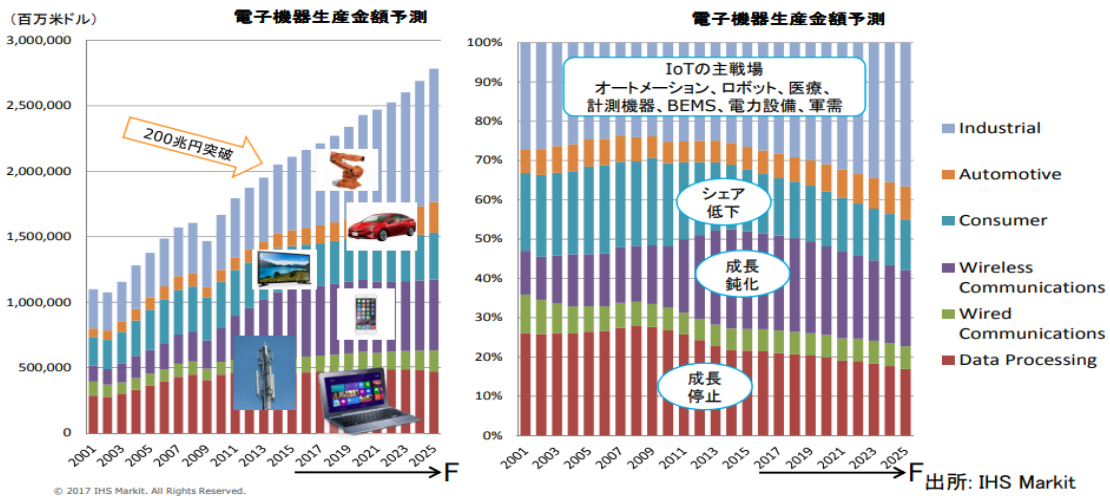 (百万米ドル)
電子機器生産金額予測
3,000,000
2,500,000
2,000,000
1,500,000
1,000,000
500,000
0
200兆円突破
2001
2003
2005
2007
2009
2011
2013
2015
2017
2019
2021
2023
2025
F
© 2017 IHS Markit. All Rights Reserved.
電子機器生産金額予測
100%
90%
80%
70%
60%
50%
40%
30%
20%
10%
0%
IoTの主戦場
オートメーション、ロボット、医療、
計測機器、BEMS、電力設備、軍需
シェア
低下
成長
鈍化
成長
停止
2001
2003
2005
2007
2009
2011
2013
2015
2017
2019
2021
2023
2025
F
Industrial
Automotive
Consumer
Wireless
Communications
Wired
Communications
Data Processing
出所: IHS Markit